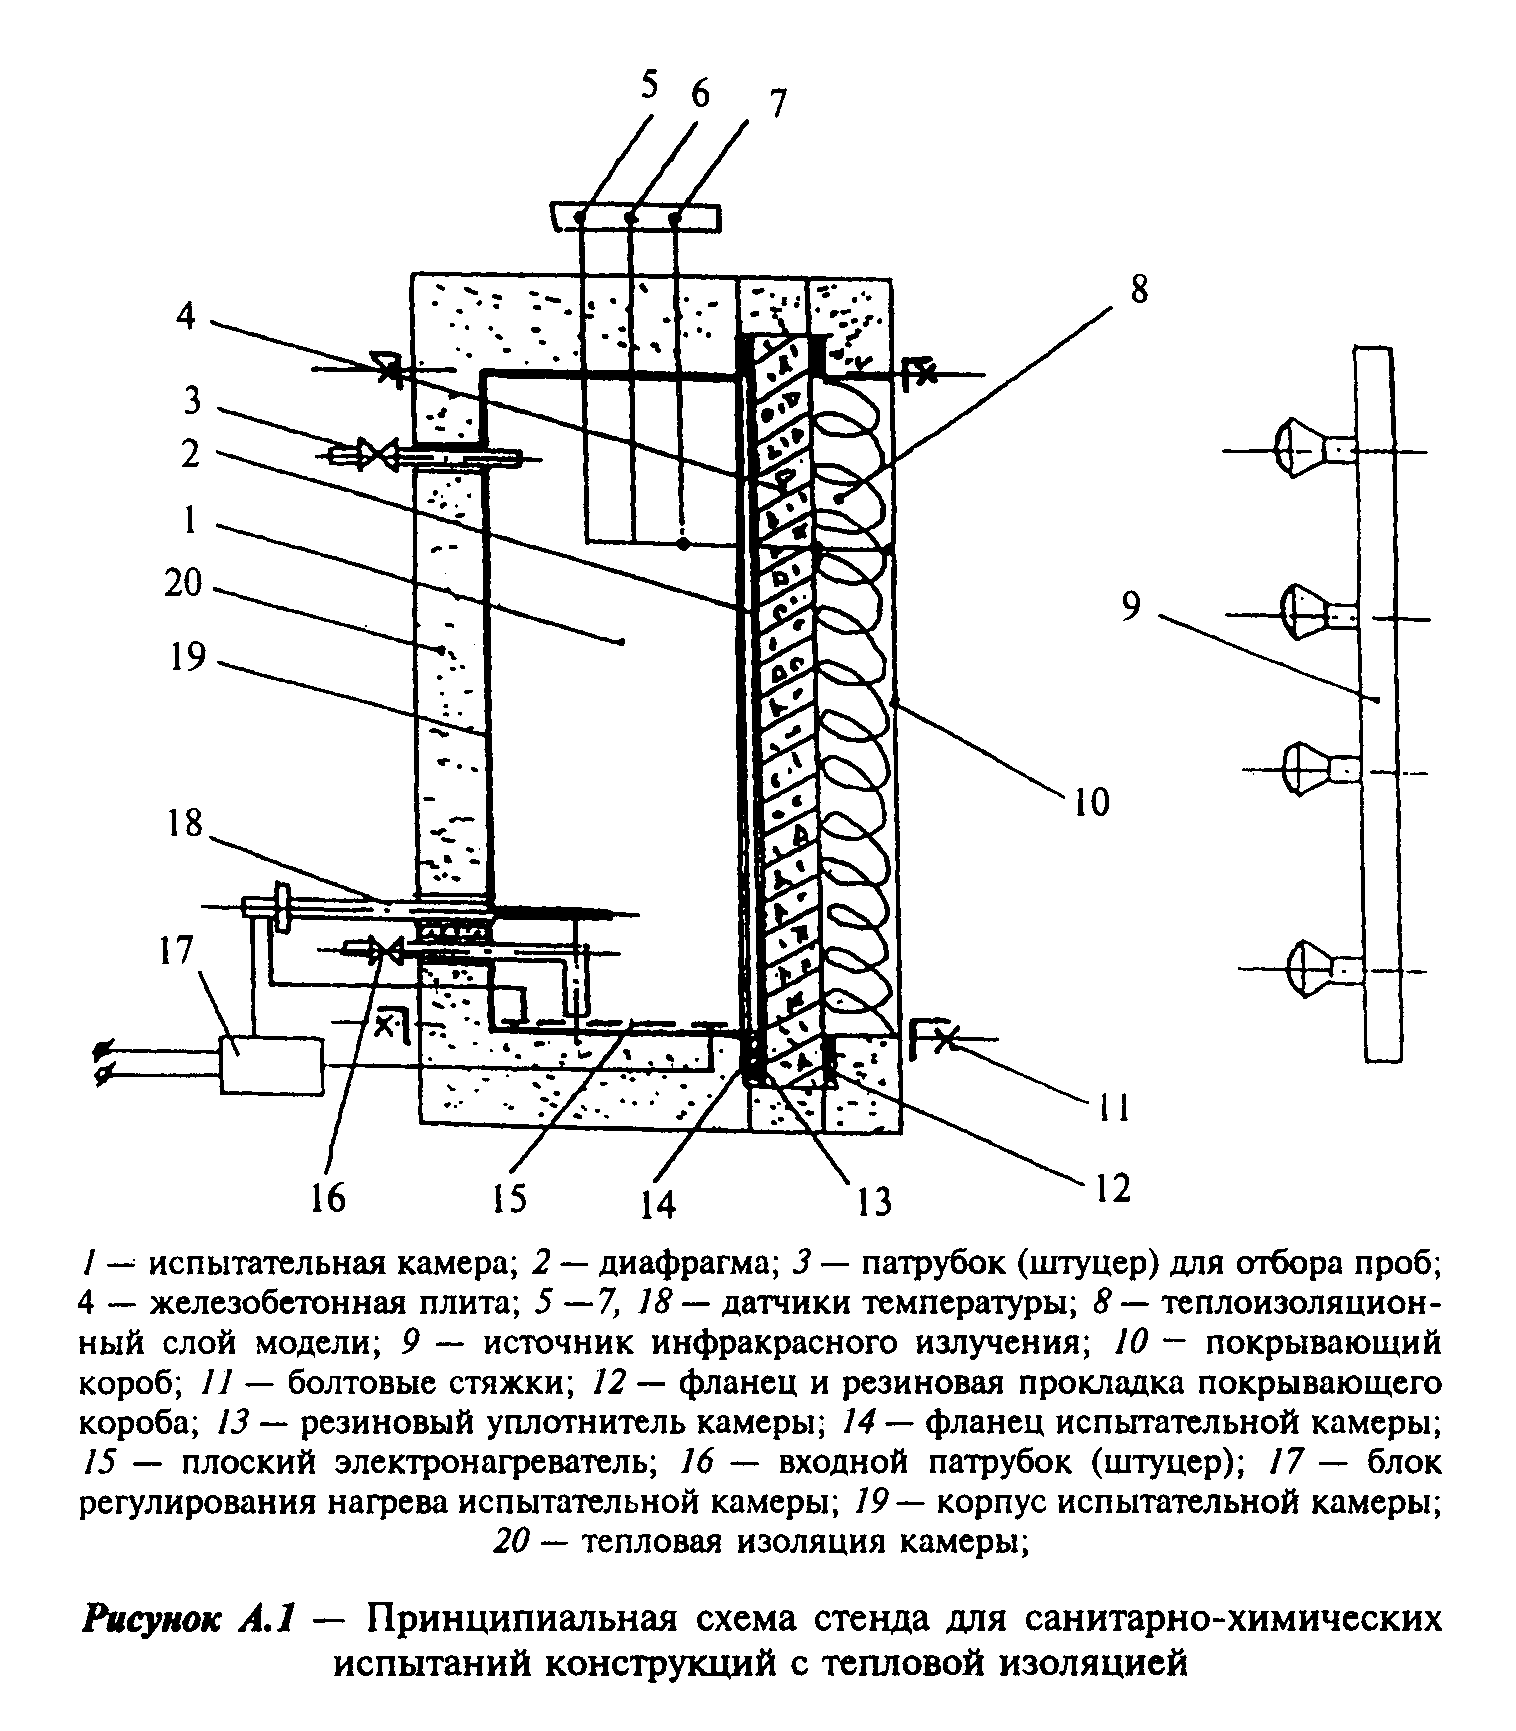 5 6 7
4
8
3
2
1
20
9
19
10
18
17
11
16 15 14 13 12
1 — испытательная камера; 2 — диафрагма; 3 — патрубок (штуцер) для отбора проб;
4 — железобетонная плита; 5 —7, 18 — датчики температуры; 8 — теплоизоляцион-
ный слой модели; 9 — источник инфракрасного излучения; 10 — покрывающий
короб; 11 — болтовые стяжки; 12 — фланец и резиновая прокладка покрывающего
короба; 13 — резиновый уплотнитель камеры; 14 — фланец испытательной камеры;
15 — плоский электронагреватель; 16 — входной патрубок (штуцер); 17 — блок
регулирования нагрева испытательной камеры; 19 — корпус испытательной камеры;
20 — тепловая изоляция камеры;
Рисунок А.1 — Принципиальная схема стенда для санитарно-химических
испытаний конструкций с тепловой изоляцией